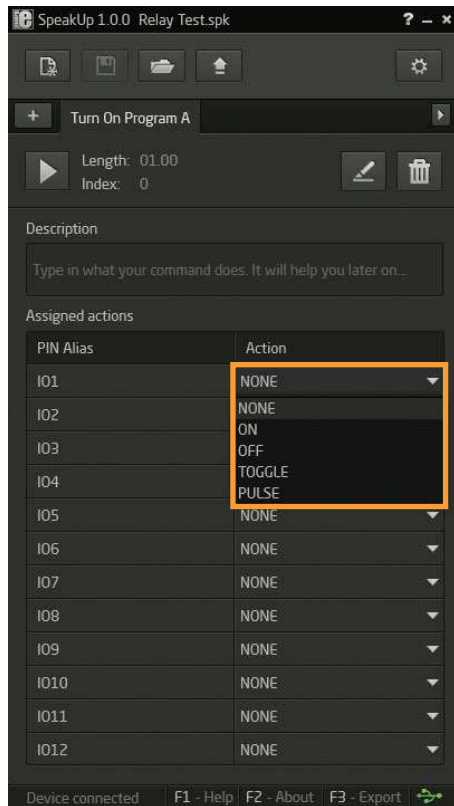 SpeakUp 1.0.0 Relay Test.spk ? – ×
+ Turn On Program A
Length: 01.00
Index: 0
Description
Type in what your command does. It will help you later on...
Assigned actions
PIN Alias Action
IO1 NONE
NONE
IO2
ON
IO3 OFF
TOGGLE
IO4
PULSE
IO5 NONE
IO6 NONE
IO7 NONE
IO8 NONE
IO9 NONE
IO10 NONE
IO11 NONE
IO12 NONE
Device connected F1 - Help F2 - About F3 - Export